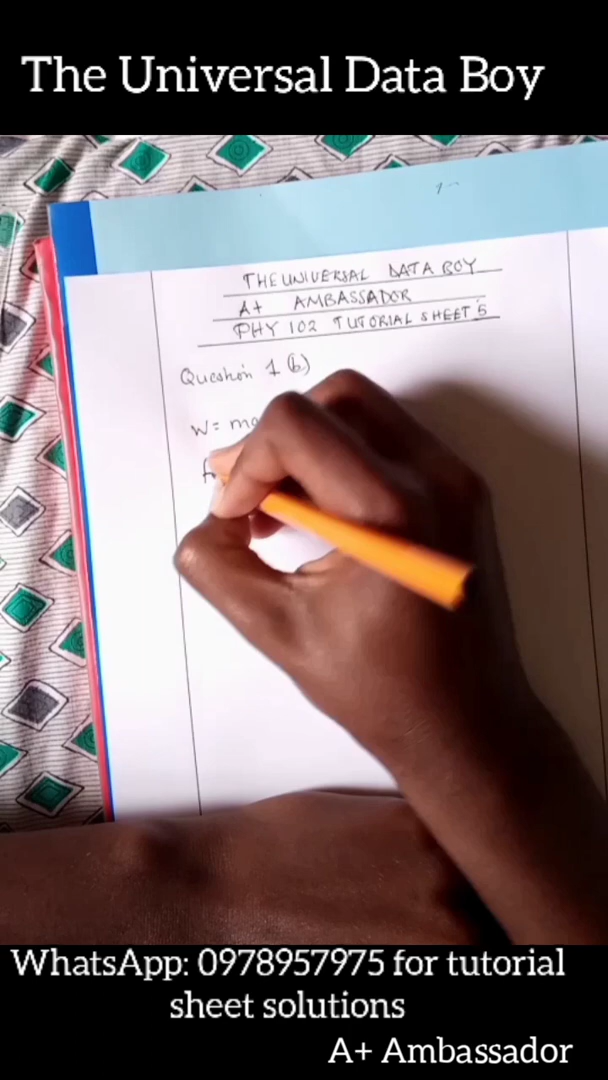 The Universal Data Boy
THE UNIVERSAL DATA BOY
A+ AMBASSADOR
PHY 102 TUTORIAL SHEET 5
Question 1 (b)
W= mg
WhatsApp: 0978957975 for tutorial
sheet solutions
A+ Ambassador